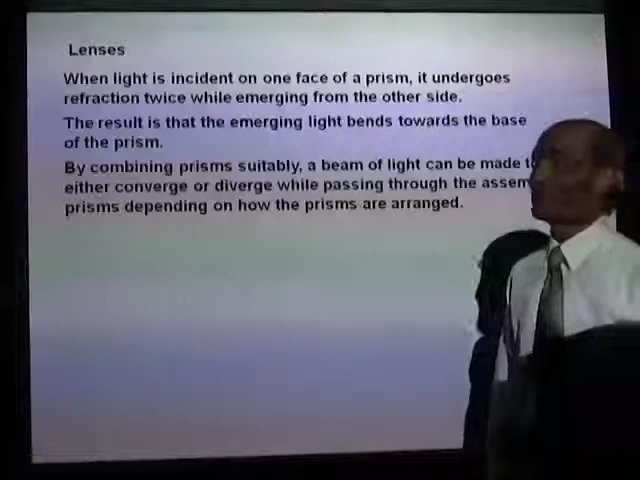 Lenses
When light is incident on one face of a prism, it undergoes
refraction twice while emerging from the other side.
The result is that the emerging light bends towards the base
of the prism.
By combining prisms suitably, a beam of light can be made
either converge or diverge while passing through the
prisms depending on how the prisms are arranged.